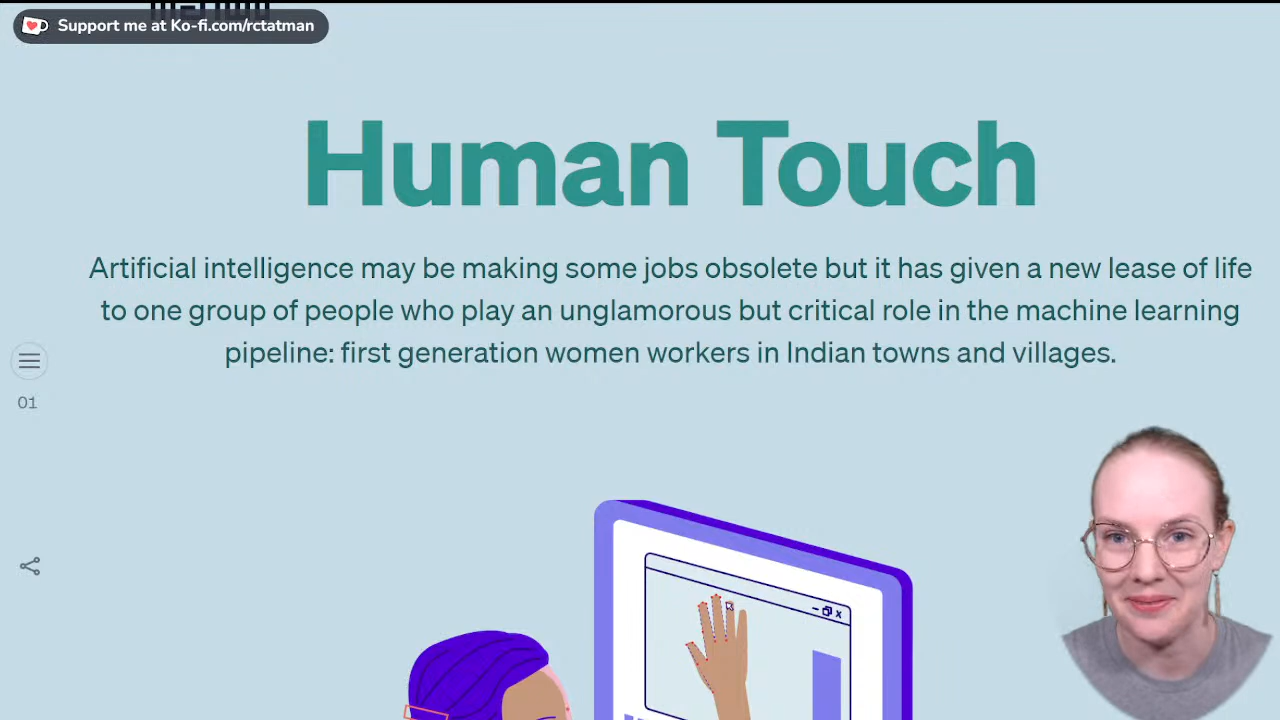 Support me at Ko-fi.com/rctatman
Human Touch
Artificial intelligence may be making some jobs obsolete but it has given a new lease of life
to one group of people who play an unglamorous but critical role in the machine learning
pipeline: first generation women workers in Indian towns and villages.
01